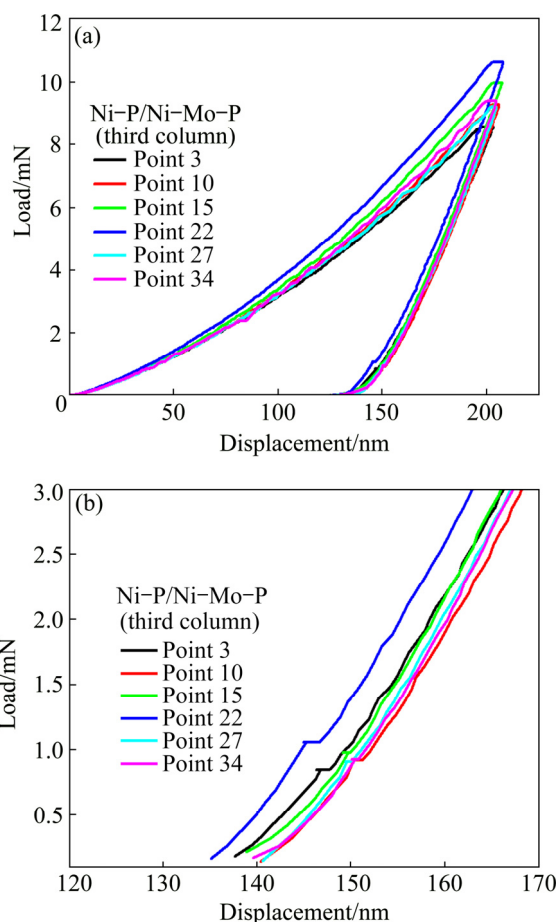 (a)
12
10
8
6
4
2
0
Load/mN
Ni−P/Ni−Mo−P
(third column)
Point 3
Point 10
Point 15
Point 22
Point 27
Point 34
50 100 150 200
Displacement/nm
(b)
3.0
2.5
2.0
1.5
1.0
0.5
Load/mN
Ni−P/Ni−Mo−P
(third column)
Point 3
Point 10
Point 15
Point 22
Point 27
Point 34
120 130 140 150 160 170
Displacement/nm